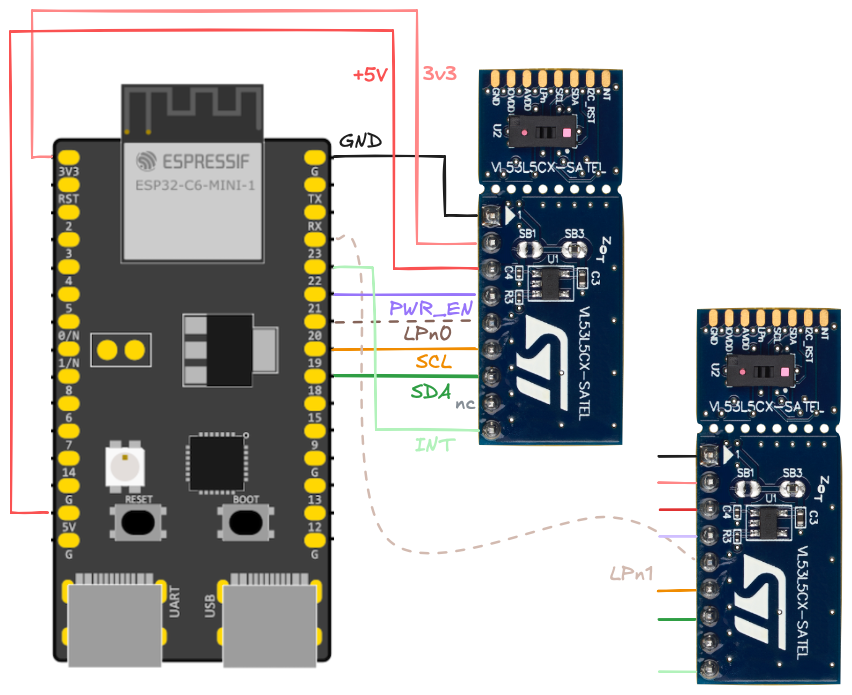 +5V
3v3
GND
ESPRESSIF
ESP32-C6-MINI-1
3V3
RST
2
3
4
5
0/N
1/N
8
6
7
14
G
5V
G
G
TX
RX
23
22
21
20
19
18
15
9
G
13
12
G
RESET
BOOT
UART
USB
PWR_EN
LPn0
SCL
SDA
nc
INT
GND
IOVDD
AVDD
LPn
SCL
SDA
I2C_RST
INT
U2
VL53L5CX-SATEL
1
SB1
SB3
ZoT
U1
C4
C3
R3
VL53L5CX-SATEL
ST
LPn1
GND
IOVDD
AVDD
LPn
SCL
SDA
I2C_RST
INT
U2
VL53L5CX-SATEL
1
SB1
SB3
ZoT
U1
C4
C3
R3
VL53L5CX-SATEL
ST